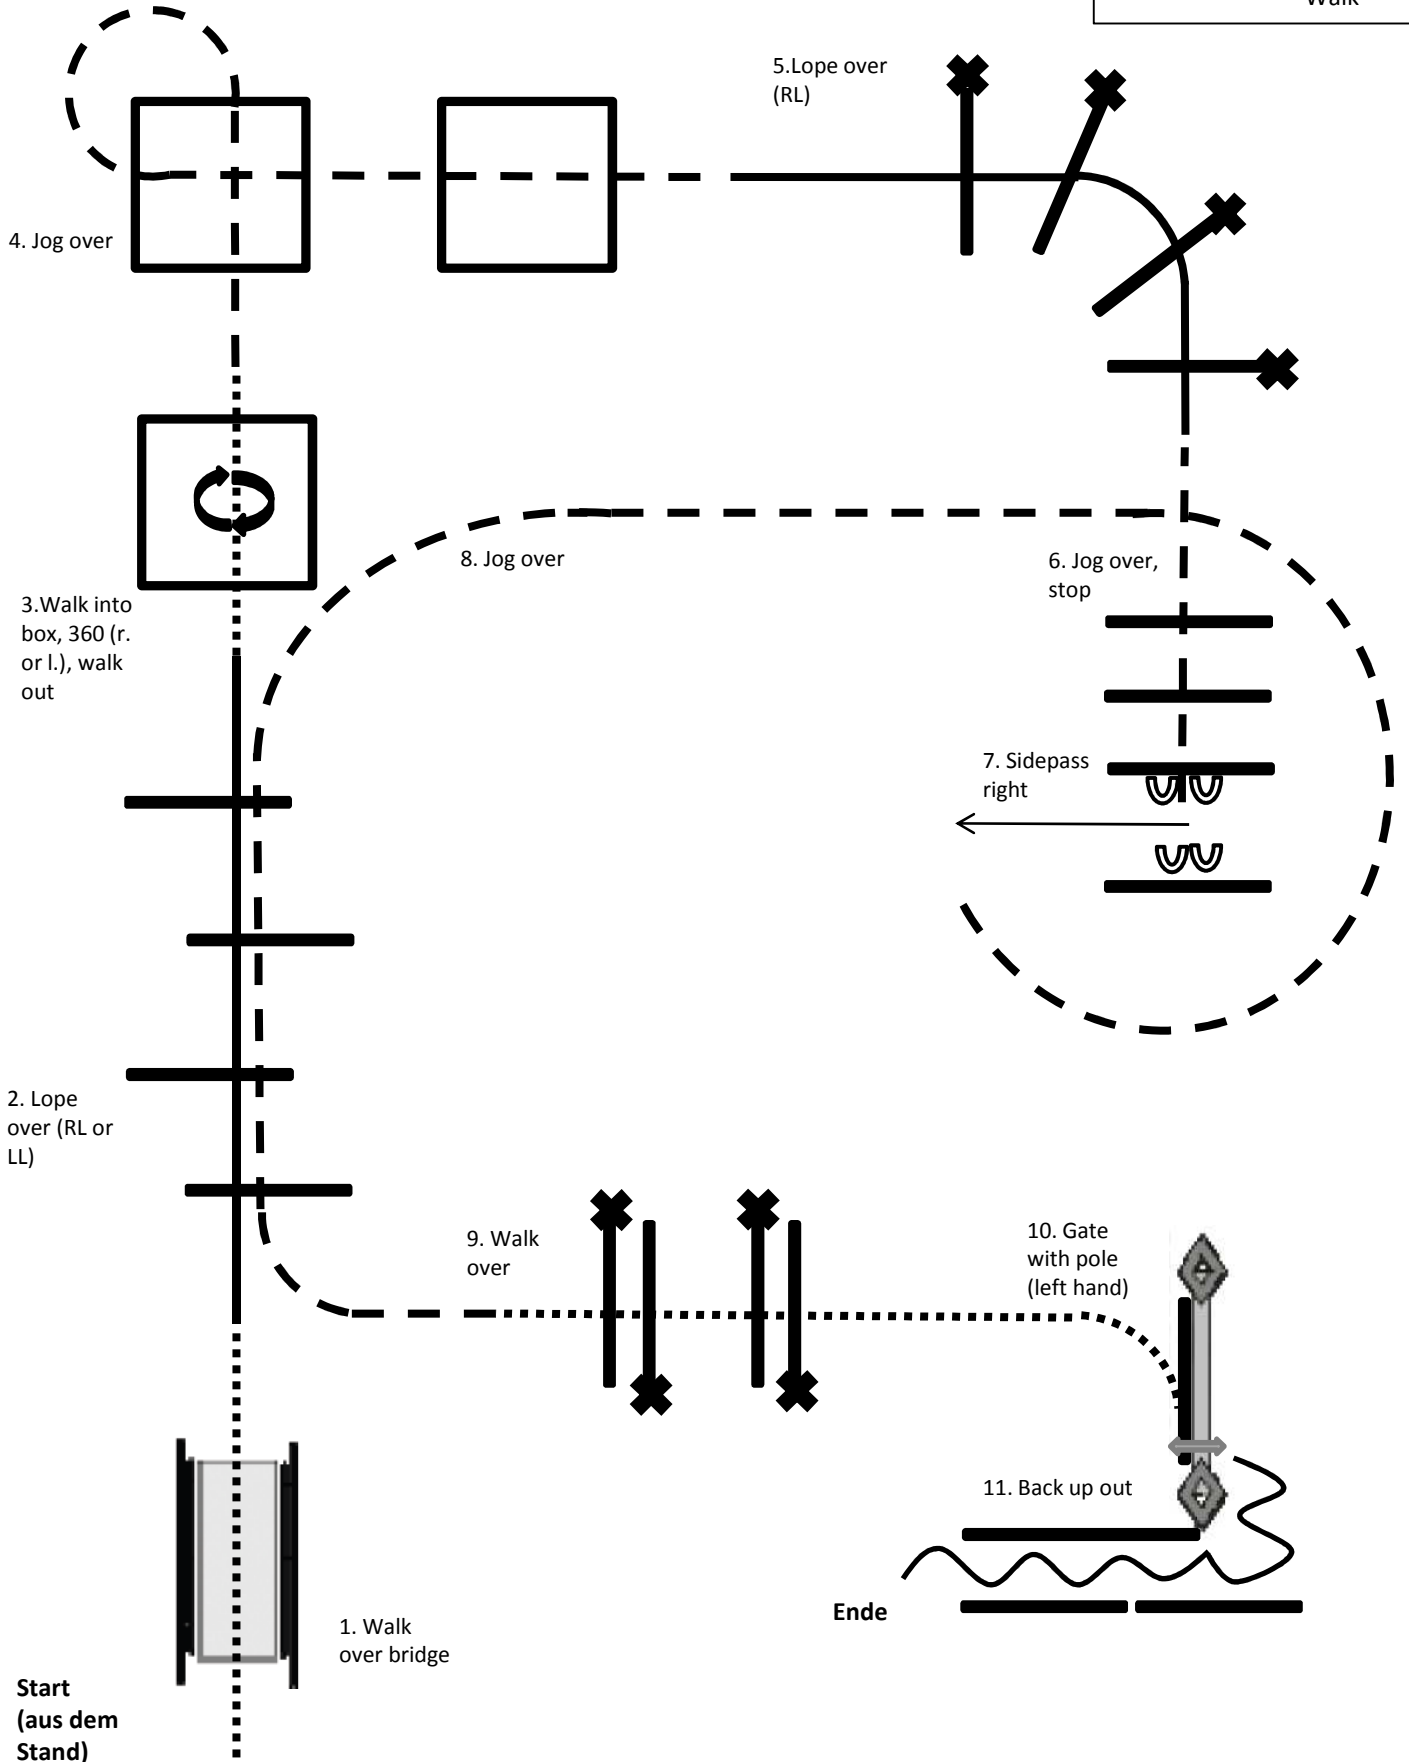 Walk
5.Lope over
(RL)
4. Jog over
3.Walk into
box, 360 (r.
or l.), walk
out
8. Jog over
6. Jog over,
stop
7. Sidepass
right
2. Lope
over (RL or
LL)
9. Walk
over
10. Gate
with pole
(left hand)
11. Back up out
Ende
1. Walk
over bridge
Start
(aus dem
Stand)